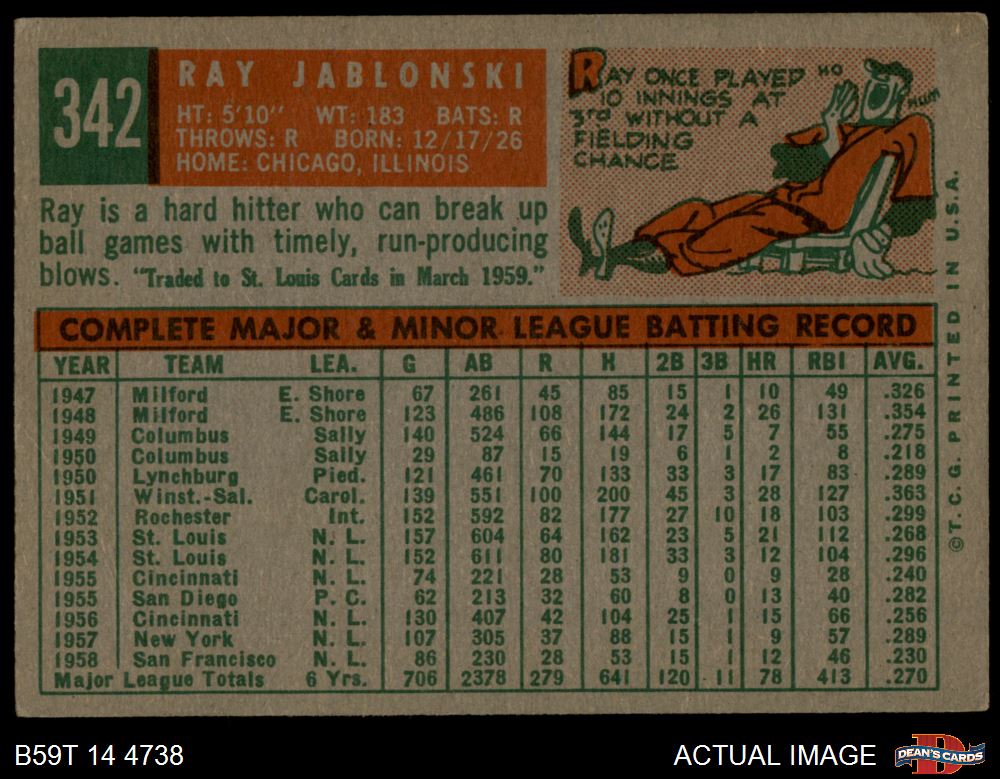 342
RAY JABLONSKI
HT: 5'10" WT: 183 BATS: R
THROWS: R BORN: 12/17/26
HOME: CHICAGO, ILLINOIS
RAY ONCE PLAYED
10 INNINGS AT
3rd WITHOUT A
FIELDING
CHANCE
HO
HUM
Ray is a hard hitter who can break up
ball games with timely, run-producing
blows. "Traded to St. Louis Cards in March 1959."
COMPLETE MAJOR & MINOR LEAGUE BATTING RECORD
YEAR TEAM LEA. G AB R H 2B 3B HR RBI AVG.
1947 Milford E. Shore 67 261 45 85 15 1 10 49 .326
1948 Milford E. Shore 123 486 108 172 24 2 26 131 .354
1949 Columbus Sally 140 524 66 144 17 5 7 55 .275
1950 Columbus Sally 29 87 15 19 6 1 2 8 .218
1950 Lynchburg Pied. 121 461 70 133 33 3 17 83 .289
1951 Winst.-Sal. Carol. 139 551 100 200 45 3 28 127 .363
1952 Rochester Int. 152 592 82 177 27 10 18 103 .299
1953 St. Louis N. L. 157 604 64 162 23 5 21 112 .268
1954 St. Louis N. L. 152 611 80 181 33 3 12 104 .296
1955 Cincinnati N. L. 74 221 28 53 9 0 9 28 .240
1955 San Diego P. C. 62 213 32 60 8 0 13 40 .282
1956 Cincinnati N. L. 130 407 42 104 25 1 15 66 .256
1957 New York N. L. 107 305 37 88 15 1 9 57 .289
1958 San Francisco N. L. 86 230 28 53 15 1 12 46 .230
Major League Totals 6 Yrs. 706 2378 279 641 120 11 78 413 .270
© T. C. G. PRINTED IN U.S.A.
B59T 14 4738
ACTUAL IMAGE
DEAN'S CARDS